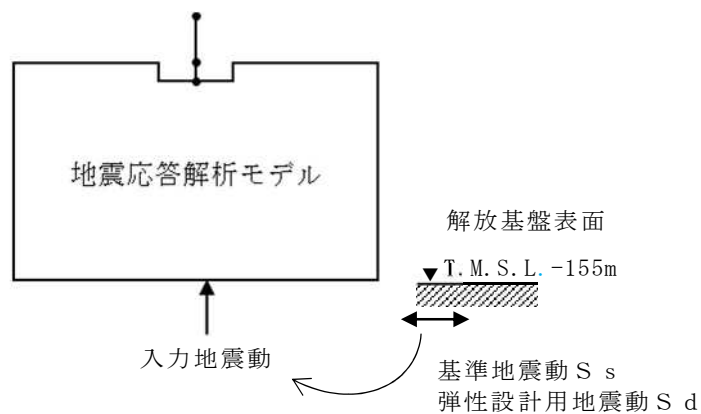 地震応答解析モデル
解放基盤表面
T.M.S.L.-155m
入力地震動
基準地震動Ｓｓ
弾性設計用地震動Ｓｄ